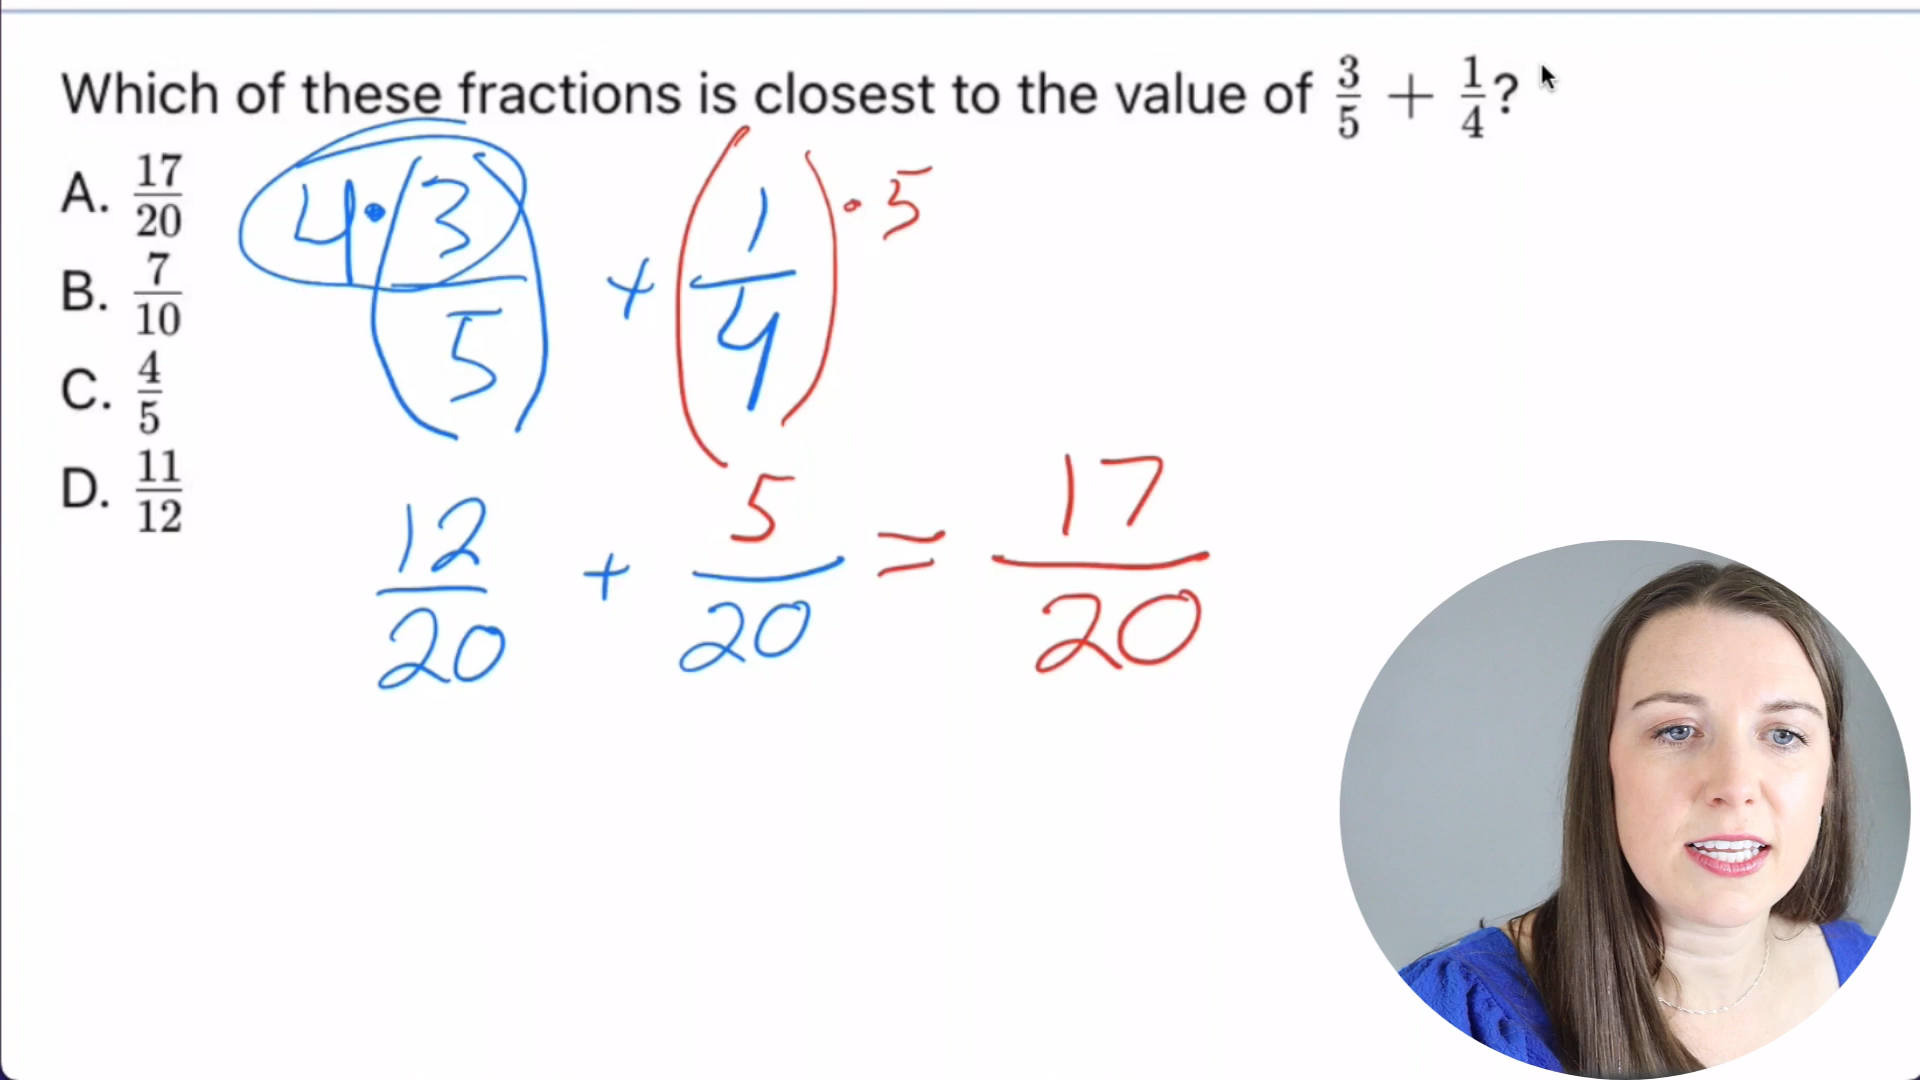 Which of these fractions is closest to the value of 3/5 + 1/4?
A. 17/20
B. 7/10
C. 4/5
D. 11/12
4 · (3/5) + (1/4) · 5
12/20 + 5/20 = 17/20